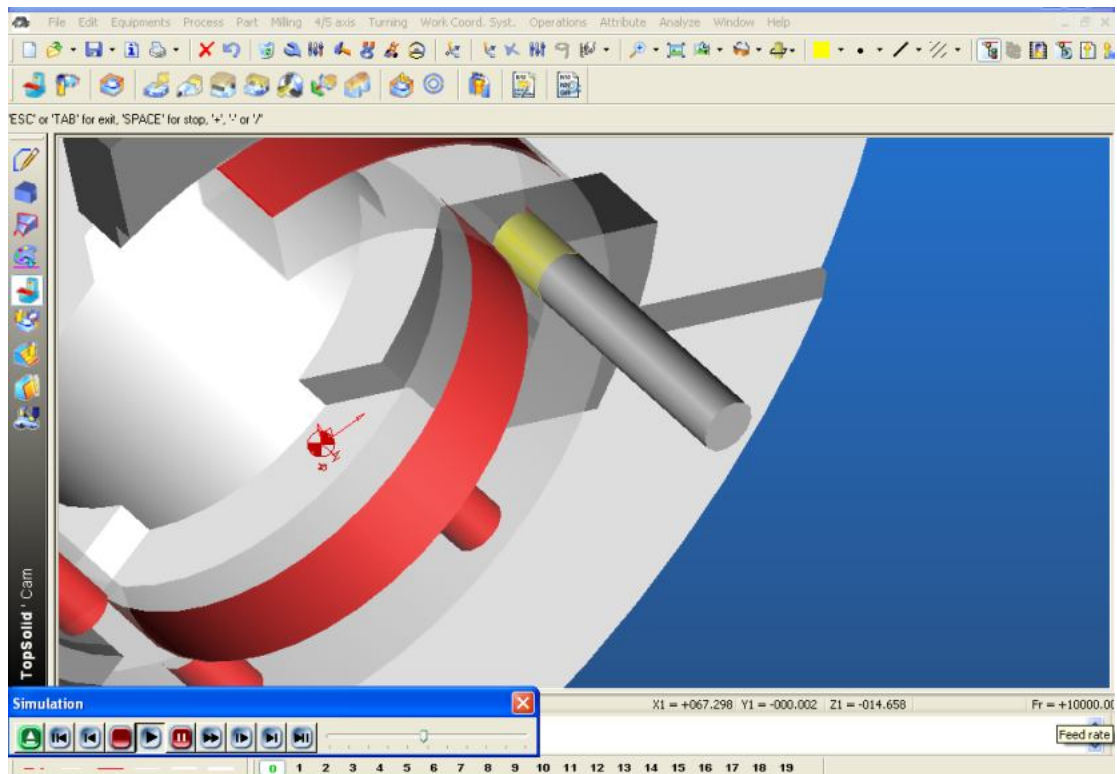 File Edit Equipments Process Part Milling 4/5 axis Turning Work Coord. Syst. Operations Attribute Analyze Window Help
'ESC' or 'TAB' for exit, 'SPACE' for stop, '+', '-' or '/'
TopSolid'Cam
Simulation
X1 = +067.298 Y1 = -000.002 Z1 = -014.658 Fr = +10000.00
Feed rate
0 1 2 3 4 5 6 7 8 9 10 11 12 13 14 15 16 17 18 19